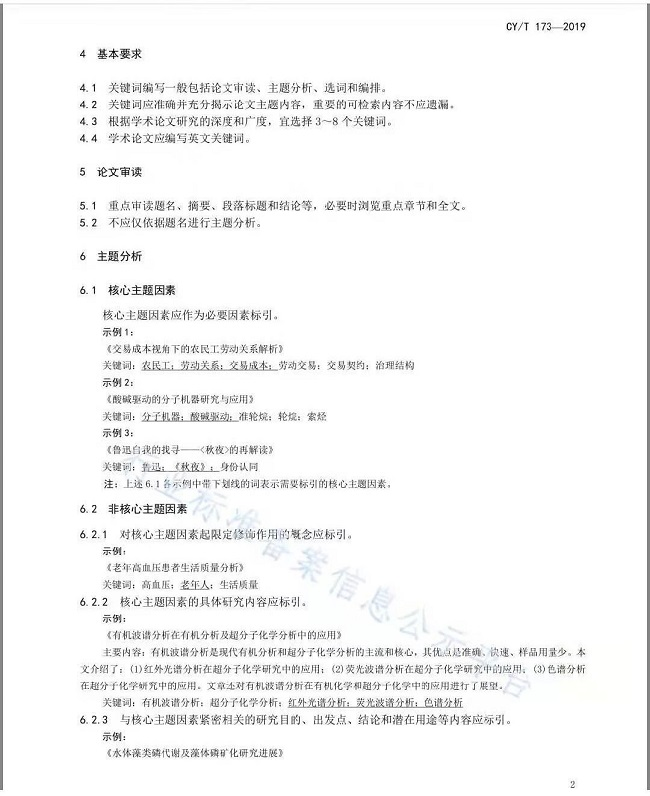 CY/T 173—2019
4 基本要求
4.1 关键词编写一般包括论文审读、主题分析、选词和编排。
4.2 关键词应准确并充分揭示论文主题内容，重要的可检索内容不应遗漏。
4.3 根据学术论文研究的深度和广度，宜选择 3～8 个关键词。
4.4 学术论文应编写英文关键词。
5 论文审读
5.1 重点审读题名、摘要、段落标题和结论等，必要时浏览重点章节和全文。
5.2 不应仅依据题名进行主题分析。
6 主题分析
6.1 核心主题因素
核心主题因素应作为必要因素标引。
示例 1：
《交易成本视角下的农民工劳动关系解析》
关键词：农民工；劳动关系；交易成本；劳动交易；交易契约；治理结构
示例 2：
《酸碱驱动的分子机器研究与应用》
关键词：分子机器；酸碱驱动；准轮烷；轮烷；索烃
示例 3：
《鲁迅自我的找寻——<秋夜>的再解读》
关键词：鲁迅；《秋夜》；身份认同
注：上述 6.1 各示例中带下划线的词表示需要标引的核心主题因素。
6.2 非核心主题因素
6.2.1 对核心主题因素起限定修饰作用的概念应标引。
示例：
《老年高血压患者生活质量分析》
关键词：高血压；老年人；生活质量
6.2.2 核心主题因素的具体研究内容应标引。
示例：
《有机波谱分析在有机分析及超分子化学分析中的应用》
主要内容：有机波谱分析是现代有机分析和超分子化学分析的主流和核心，其优点是准确、快速、样品用量少。本
文介绍了：(1)红外光谱分析在超分子化学研究中的应用；(2)荧光波谱分析在超分子化学研究中的应用；(3)色谱分析
在超分子化学研究中的应用。文章还对有机波谱分析在有机化学和超分子化学中的应用进行了展望。
关键词：有机波谱分析；超分子化学分析；红外光谱分析；荧光波谱分析；色谱分析
6.2.3 与核心主题因素紧密相关的研究目的、出发点、结论和潜在用途等内容应标引。
示例：
《水体藻类磷代谢及藻体磷矿化研究进展》
行业标准备案信息公示平台
2